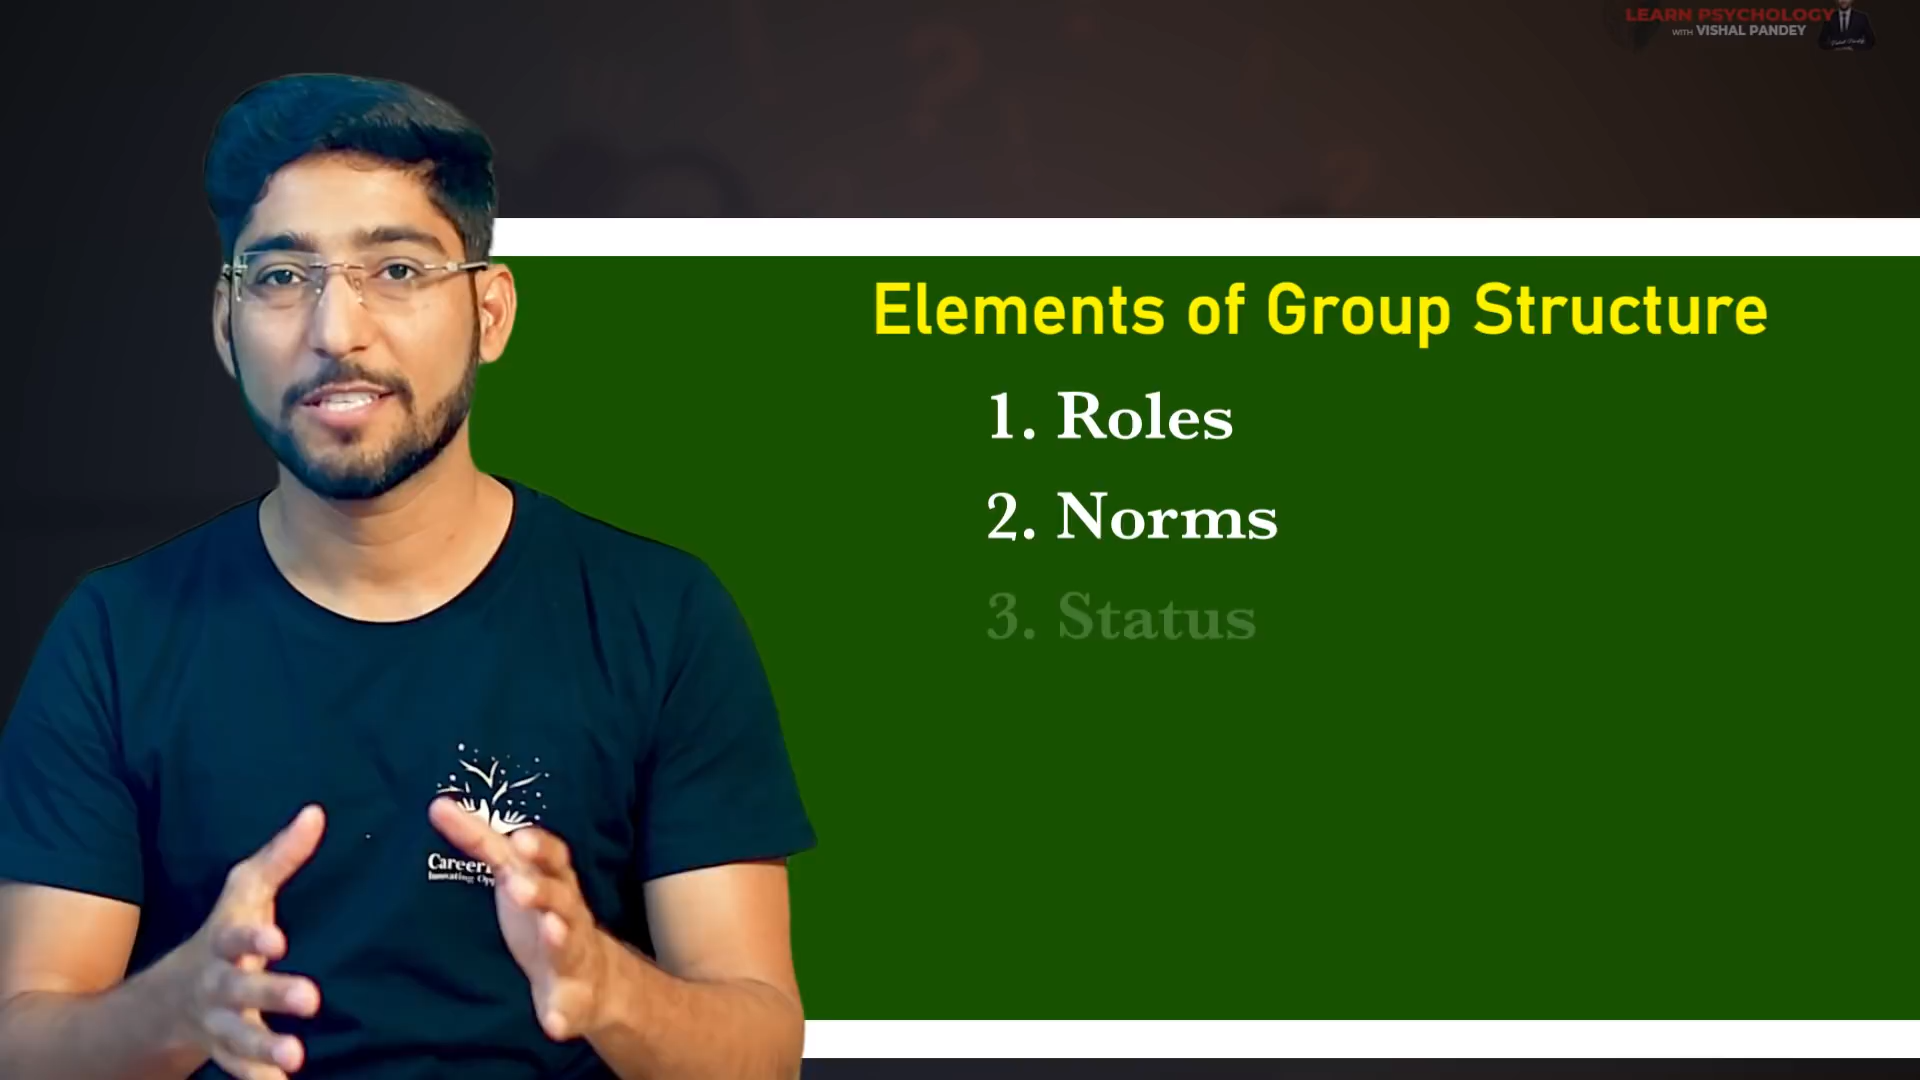 LEARN PSYCHOLOGY
WITH VISHAL PANDEY
Elements of Group Structure
1. Roles
2. Norms
3. Status